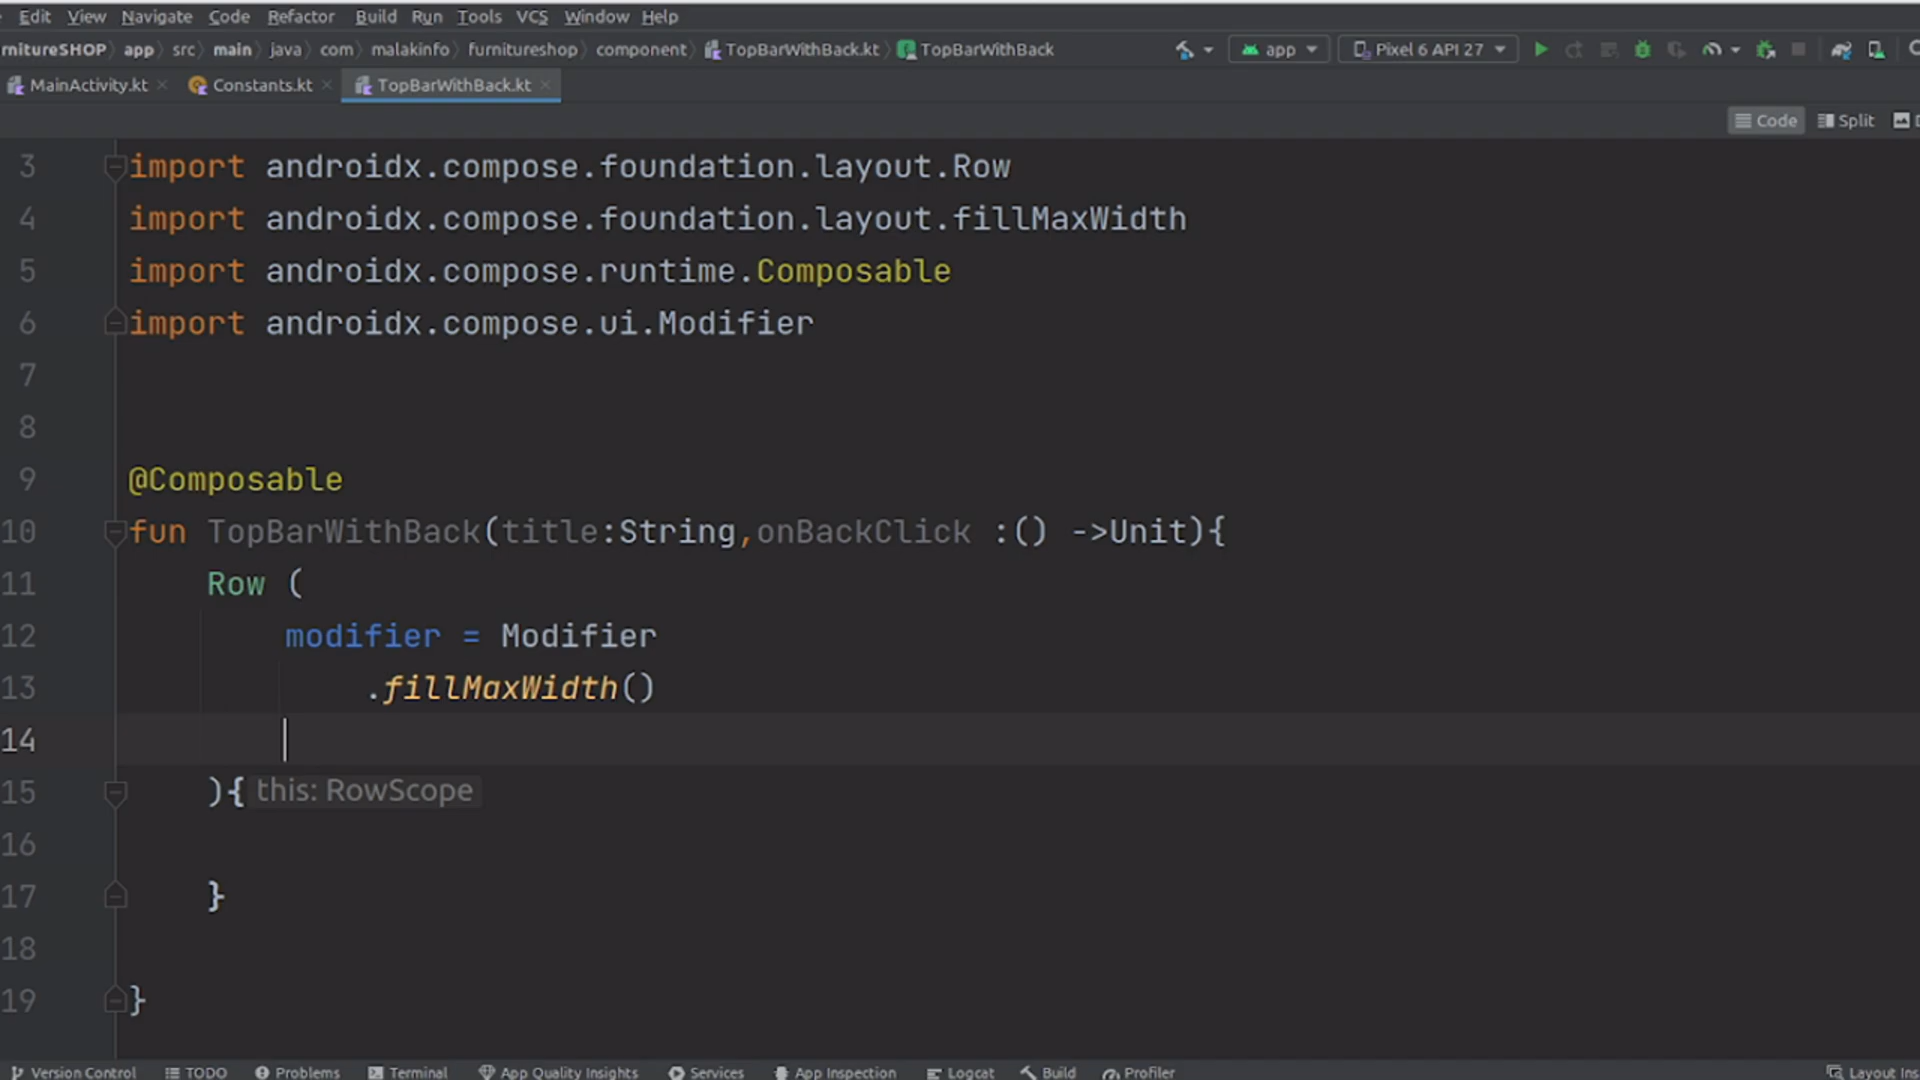 Edit View Navigate Code Refactor Build Run Tools VCS Window Help
rnitureSHOP app src main java com malakinfo furnitureshop component TopBarWithBack.kt TopBarWithBack app Pixel 6 API 27
MainActivity.kt Constants.kt TopBarWithBack.kt
Code Split
3 import androidx.compose.foundation.layout.Row
4 import androidx.compose.foundation.layout.fillMaxWidth
5 import androidx.compose.runtime.Composable
6 import androidx.compose.ui.Modifier
7
8
9 @Composable
10 fun TopBarWithBack(title:String,onBackClick :() ->Unit){
11 Row (
12 modifier = Modifier
13 .fillMaxWidth()
14
15 ){ this: RowScope
16
17 }
18
19 }
Version Control TODO Problems Terminal App Quality Insights Services App Inspection Logcat Build Profiler Layout Ins